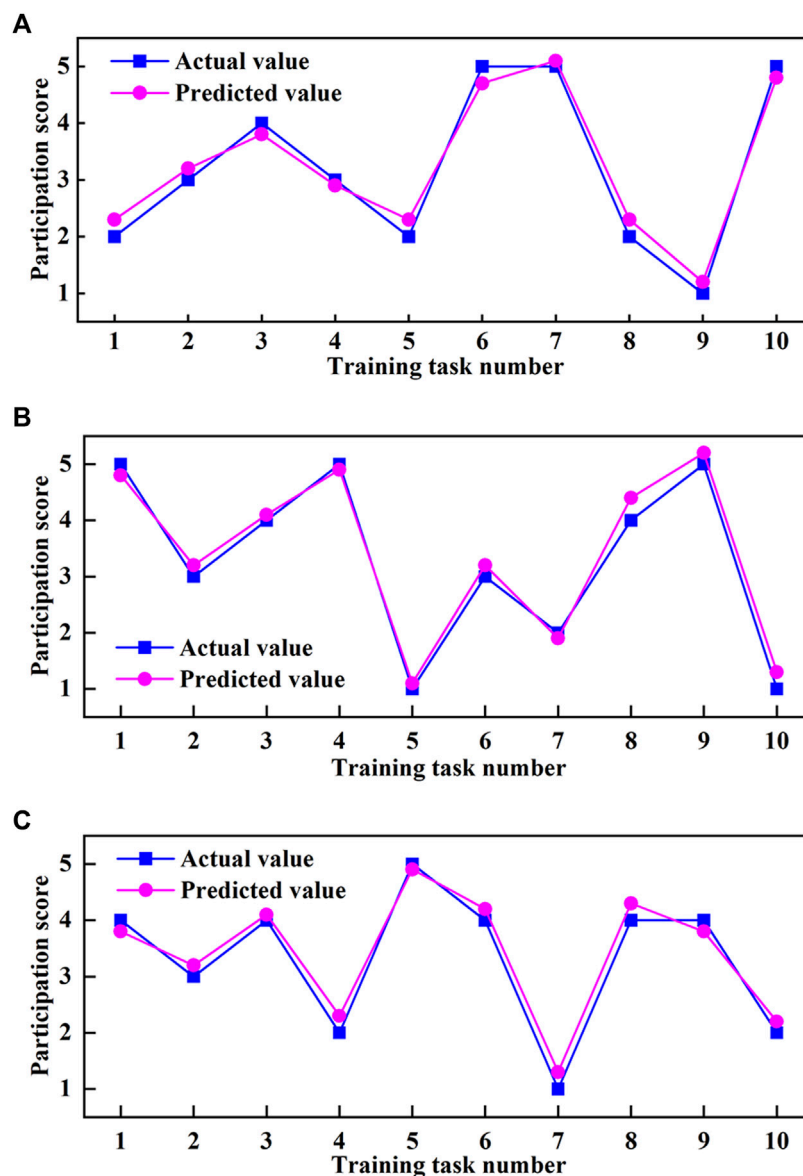 A
Actual value
Predicted value
5
4
3
2
1
Participation score
1 2 3 4 5 6 7 8 9 10
Training task number
B
5
4
3
2
1
Participation score
Actual value
Predicted value
1 2 3 4 5 6 7 8 9 10
Training task number
C
Actual value
Predicted value
5
4
3
2
1
Participation score
1 2 3 4 5 6 7 8 9 10
Training task number